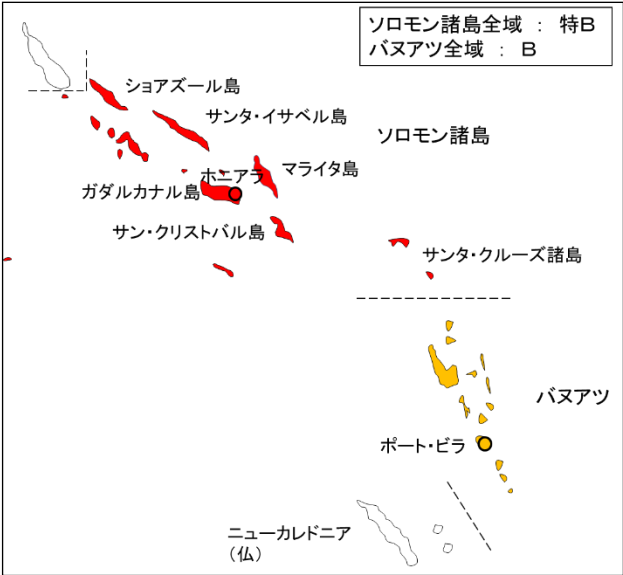 ソロモン諸島全域 ： 特B
バヌアツ全域 ： B
ショアズール島
サンタ・イサベル島
ソロモン諸島
ホニアラ
マライタ島
ガダルカナル島
サン・クリストバル島
サンタ・クルーズ諸島
バヌアツ
ポート・ビラ
ニューカレドニア
（仏）